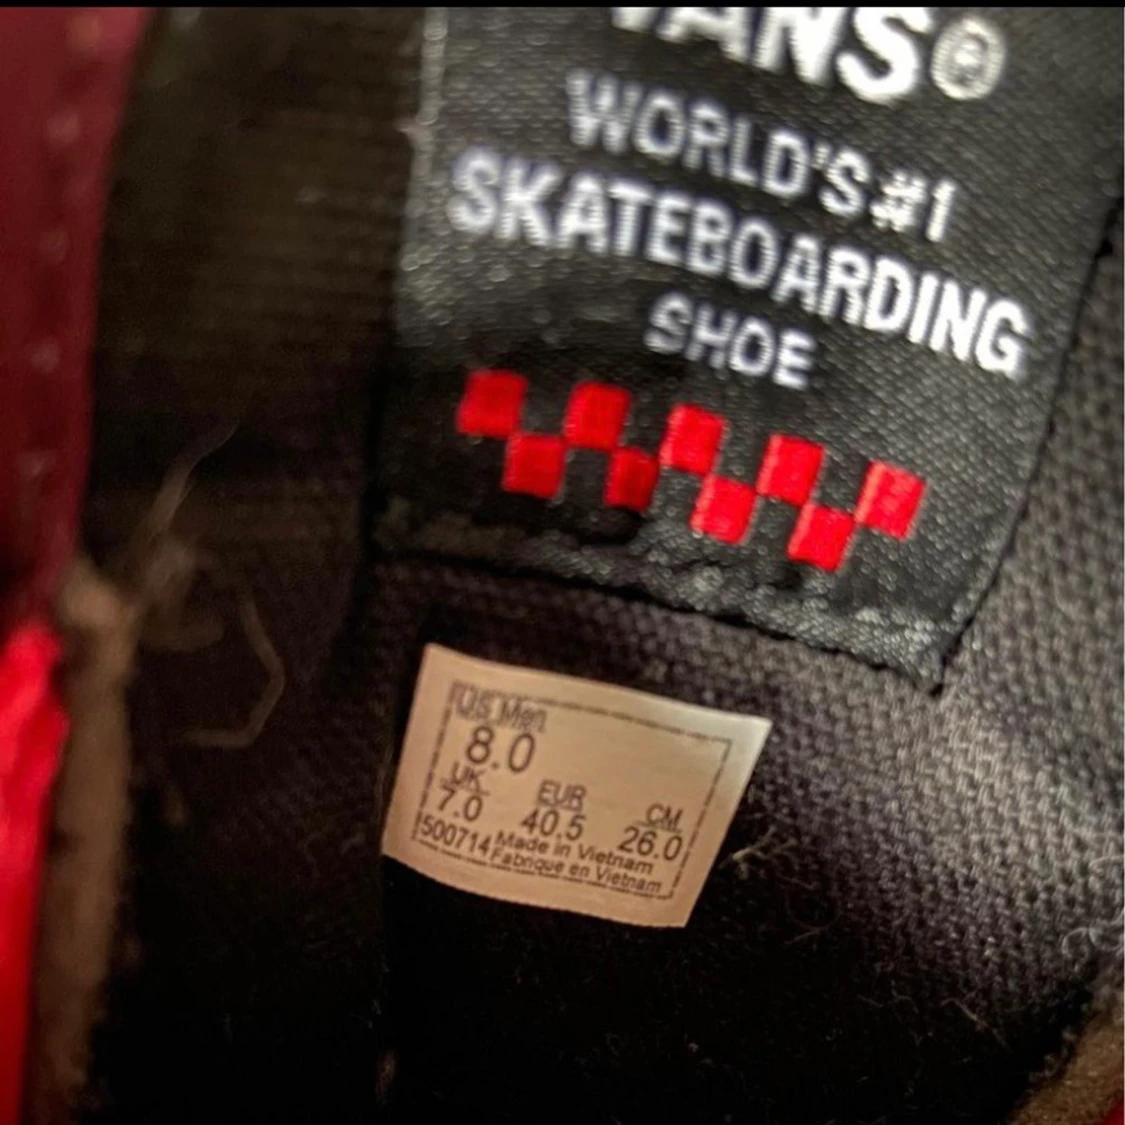 VANS®
WORLD'S #1
SKATEBOARDING
SHOE
US Men
8.0
UK EUR CM
7.0 40.5 26.0
500714 Made in Vietnam
Fabrique en Vietnam